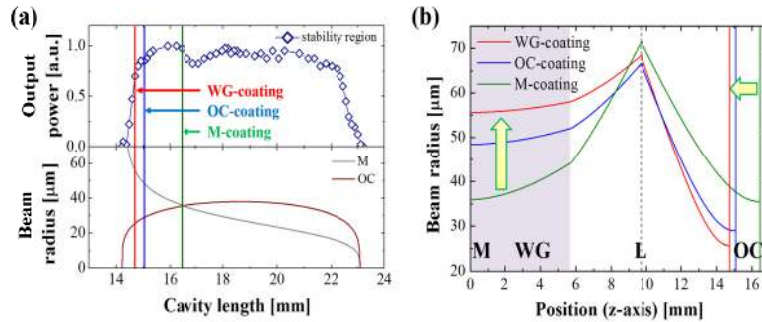 (a)
stability region
Output
power [a.u.]
1.0
0.5
0.0
WG-coating
OC-coating
M-coating
Beam
radius [μm]
60
40
20
0
M
OC
14 16 18 20 22 24
Cavity length [mm]
(b)
WG-coating
OC-coating
M-coating
Beam radius [μm]
70
60
50
40
30
20
M WG L OC
0 2 4 6 8 10 12 14 16
Position (z-axis) [mm]